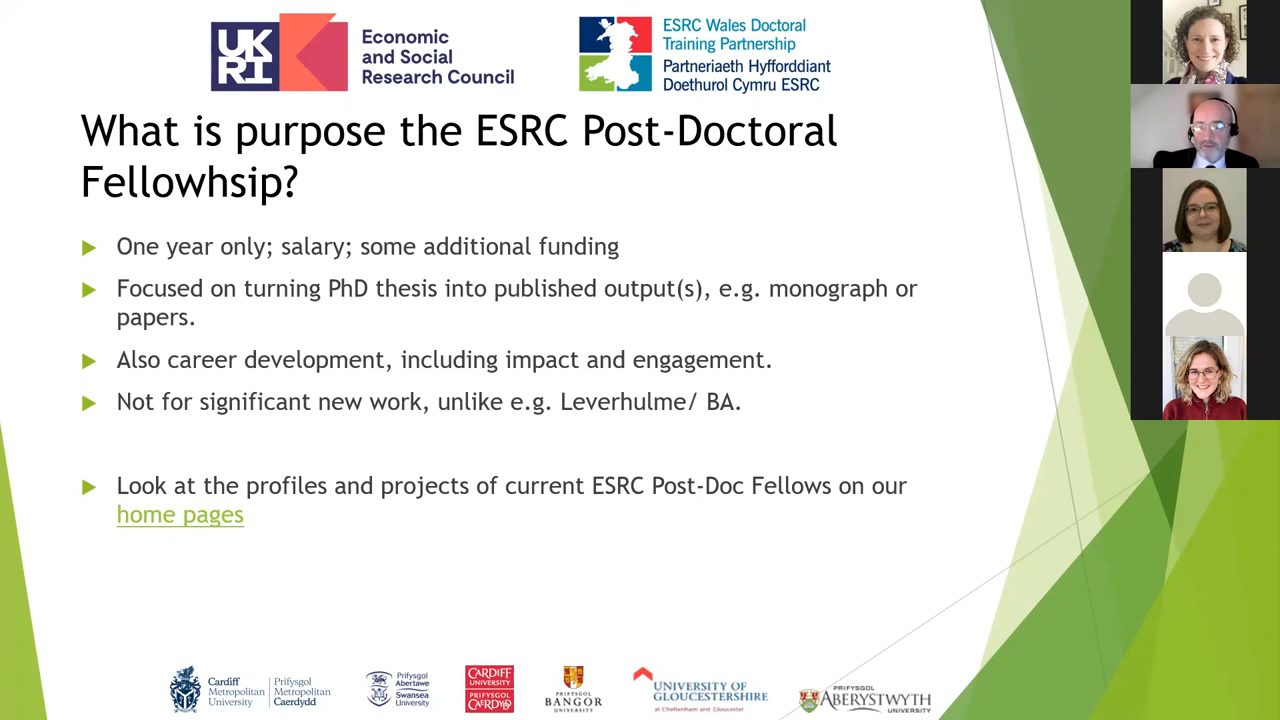 UK
RI
Economic
and Social
Research Council
ESRC Wales Doctoral
Training Partnership
Partneriaeth Hyfforddiant
Doethurol Cymru ESRC
What is purpose the ESRC Post-Doctoral
Fellowhsip?
One year only; salary; some additional funding
Focused on turning PhD thesis into published output(s), e.g. monograph or
papers.
Also career development, including impact and engagement.
Not for significant new work, unlike e.g. Leverhulme/ BA.
Look at the profiles and projects of current ESRC Post-Doc Fellows on our
home pages
Cardiff
Metropolitan
University
Prifysgol
Metropolitan
Caerdydd
Prifysgol
Abertawe
Swansea
University
CARDIFF
UNIVERSITY
PRIFYSGOL
CAERDYDD
PRIFYSGOL
BANGOR
UNIVERSITY
UNIVERSITY OF
GLOUCESTERSHIRE
at Cheltenham and Gloucester
PRIFYSGOL
ABERYSTWYTH
UNIVERSITY